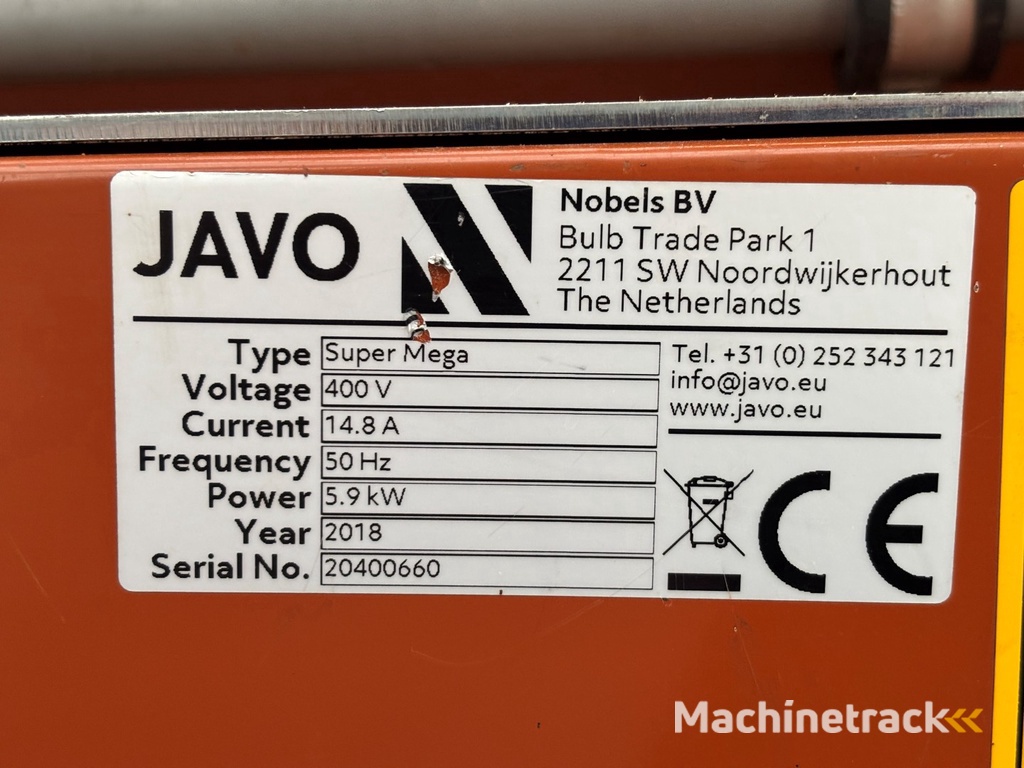 JAVO
Nobels BV
Bulb Trade Park 1
2211 SW Noordwijkerhout
The Netherlands
Type Super Mega
Voltage 400 V
Current 14.8 A
Frequency 50 Hz
Power 5.9 kW
Year 2018
Serial No. 20400660
Tel. +31 (0) 252 343 121
info@javo.eu
www.javo.eu
CE
Machinetrack